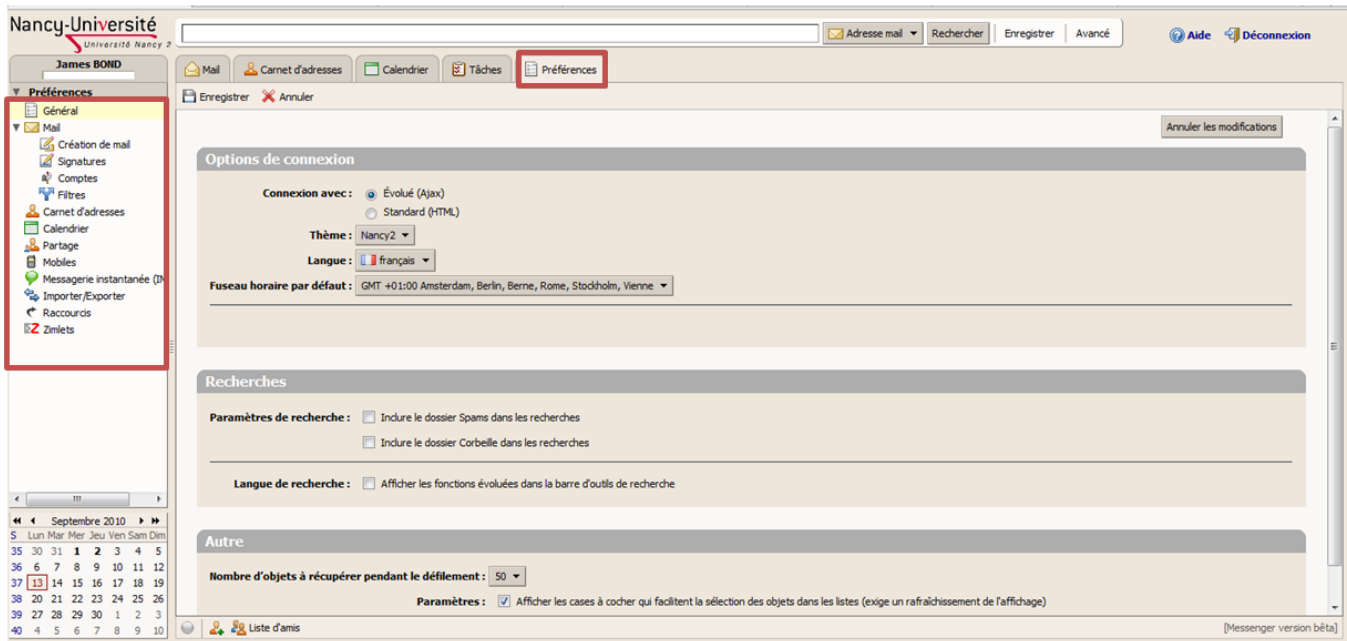 Nancy-Université
Université Nancy 2
Adresse mail
Rechercher
Enregistrer
Avancé
Aide
Déconnexion
James BOND
Mail
Carnet d'adresses
Calendrier
Tâches
Préférences
Préférences
Général
Mail
Création de mail
Signatures
Comptes
Filtres
Carnet d'adresses
Calendrier
Partage
Mobiles
Messagerie instantanée (IM
Importer/Exporter
Raccourcis
Zimlets
Enregistrer
Annuler
Annuler les modifications
Options de connexion
Connexion avec : Évolué (Ajax)
Standard (HTML)
Thème : Nancy2
Langue : français
Fuseau horaire par défaut : GMT +01:00 Amsterdam, Berlin, Berne, Rome, Stockholm, Vienne
Recherches
Paramètres de recherche : Inclure le dossier Spams dans les recherches
Inclure le dossier Corbeille dans les recherches
Langue de recherche : Afficher les fonctions évoluées dans la barre d'outils de recherche
Autre
Nombre d'objets à récupérer pendant le défilement : 50
Paramètres : Afficher les cases à cocher qui facilitent la sélection des objets dans les listes (exige un rafraîchissement de l'affichage)
Septembre 2010
S Lun Mar Mer Jeu Ven Sam Dim
35 30 31 1 2 3 4 5
36 6 7 8 9 10 11 12
37 13 14 15 16 17 18 19
38 20 21 22 23 24 25 26
39 27 28 29 30 1 2 3
40 4 5 6 7 8 9 10
Liste d'amis
[Messenger version bêta]